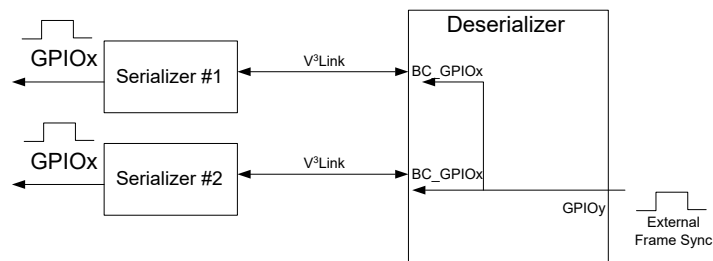 Deserializer
GPIOx
Serializer #1
V³Link
BC_GPIOx
GPIOx
Serializer #2
V³Link
BC_GPIOx
GPIOy
External
Frame Sync